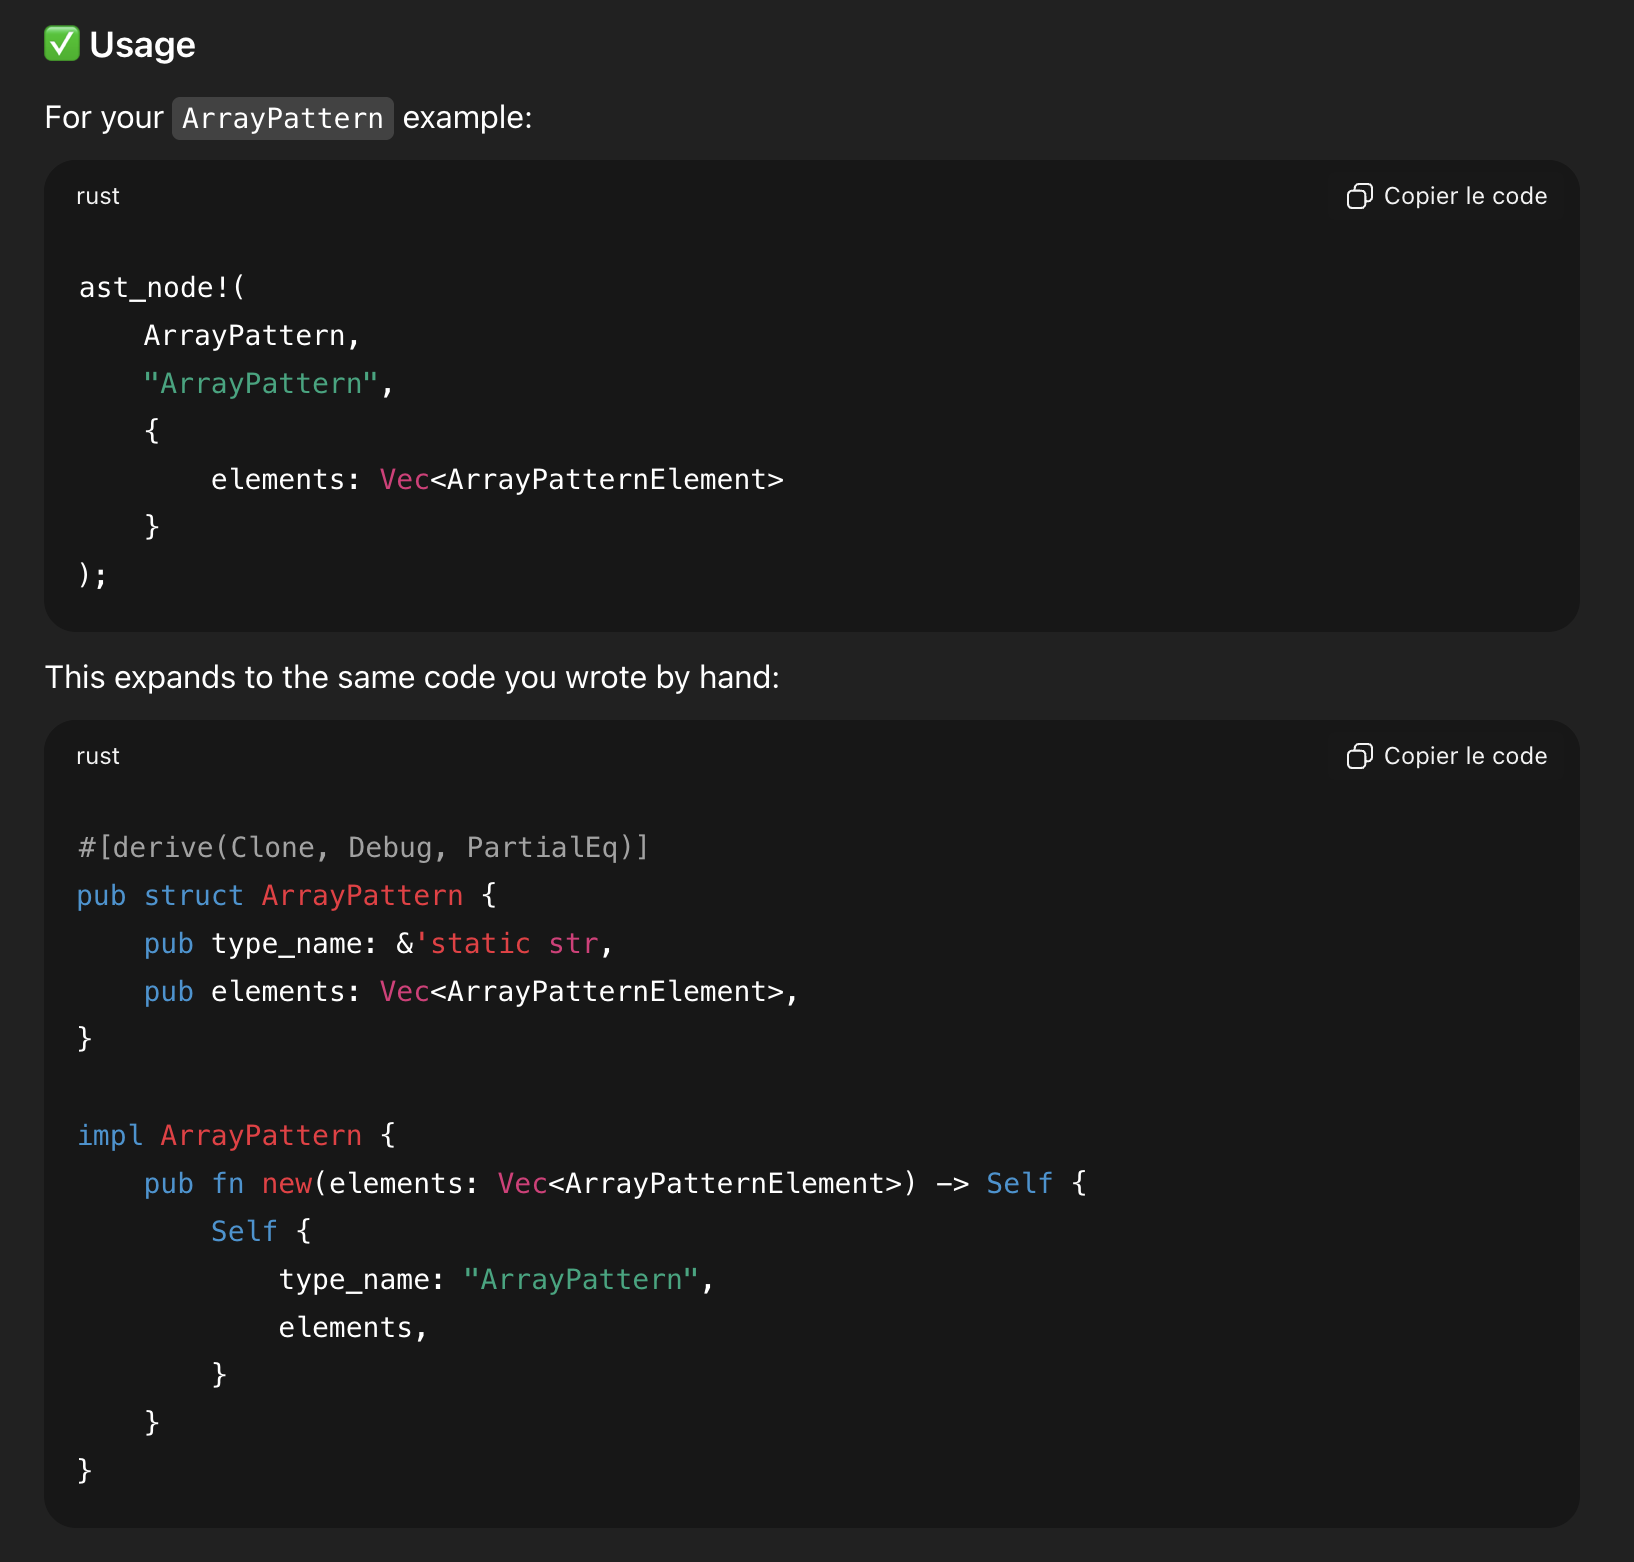 ✅ Usage
For your ArrayPattern example:
rust
Copier le code
ast_node!(
    ArrayPattern,
    "ArrayPattern",
    {
        elements: Vec<ArrayPatternElement>
    }
);
This expands to the same code you wrote by hand:
rust
Copier le code
#[derive(Clone, Debug, PartialEq)]
pub struct ArrayPattern {
    pub type_name: &'static str,
    pub elements: Vec<ArrayPatternElement>,
}

impl ArrayPattern {
    pub fn new(elements: Vec<ArrayPatternElement>) -> Self {
        Self {
            type_name: "ArrayPattern",
            elements,
        }
    }
}